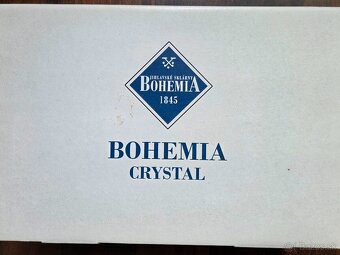 JIHLAVSKÉ SKLÁRNY
BOHEMIA
1845
BOHEMIA
CRYSTAL